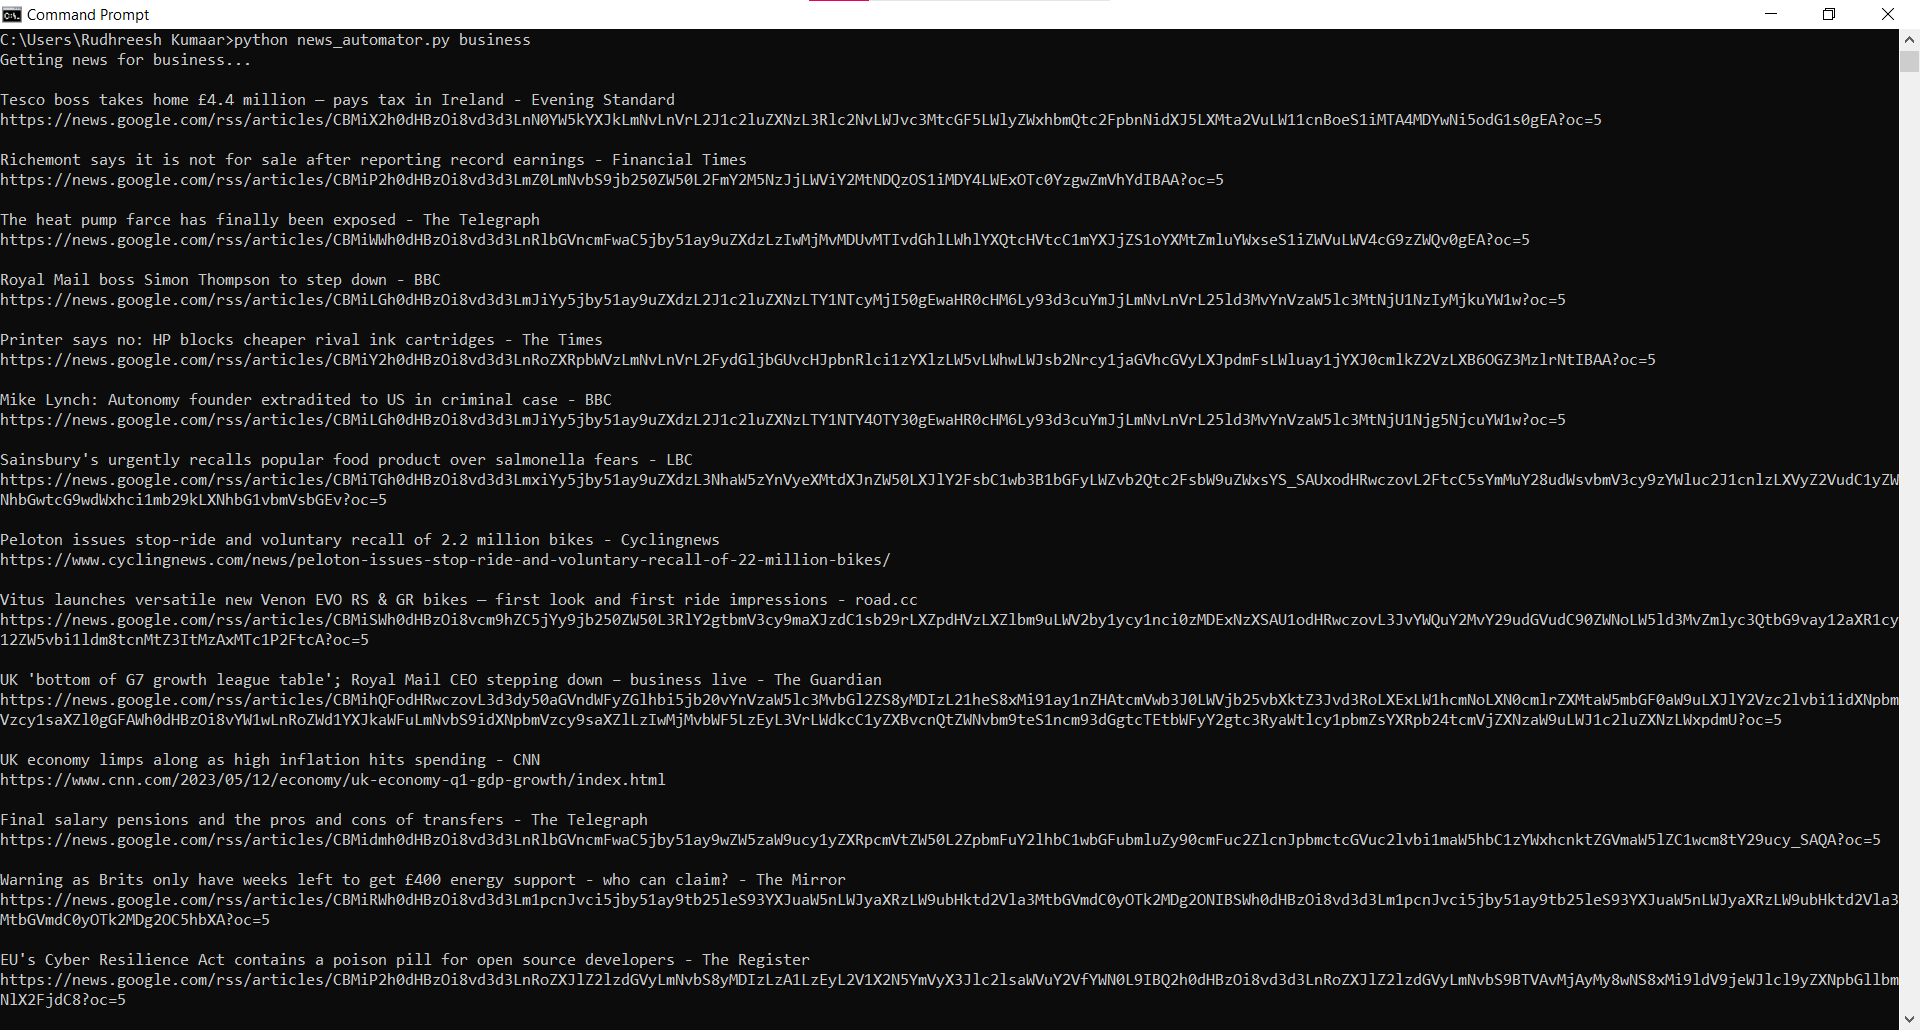 Command Prompt
C:\Users\Rudhreesh Kumaar>python news_automator.py business
Getting news for business...
Tesco boss takes home £4.4 million — pays tax in Ireland - Evening Standard
https://news.google.com/rss/articles/CBMiX2h0dHBzOi8vd3d3LnN0YW5kYXJkLmNvLnVrL2J1c2luZXNzL3Rlc2NvLWJvc3MtcGF5LWlyZWxhbmQtc2FpbnNidXJ5LXMta2VuLW11cnBoeS1iMTA4MDYwNi5odG1s0gEA?oc=5
Richemont says it is not for sale after reporting record earnings - Financial Times
https://news.google.com/rss/articles/CBMiP2h0dHBzOi8vd3d3LmZ0LmNvbS9jb250ZW50L2FmY2M5NzJjLWViY2MtNDQzOS1iMDY4LWExOTc0YzgwZmVhYdIBAA?oc=5
The heat pump farce has finally been exposed - The Telegraph
https://news.google.com/rss/articles/CBMiWWh0dHBzOi8vd3d3LnRlbGVncmFwaC5jby51ay9uZXdzLzIwMjMvMDUvMTIvdGhlLWhlYXQtcHVtcC1mYXJjZS1oYXMtZmluYWxseS1iZWVuLWV4cG9zZWQv0gEA?oc=5
Royal Mail boss Simon Thompson to step down - BBC
https://news.google.com/rss/articles/CBMiLGh0dHBzOi8vd3d3LmJiYy5jby51ay9uZXdzL2J1c2luZXNzLTY1NTcyMjI50gEwaHR0cHM6Ly93d3cuYmJjLmNvLnVrL25ld3MvYnVzaW5lc3MtNjU1NzIyMjkuYW1w?oc=5
Printer says no: HP blocks cheaper rival ink cartridges - The Times
https://news.google.com/rss/articles/CBMiY2h0dHBzOi8vd3d3LnRoZXRpbWVzLmNvLnVrL2FydGljbGUvcHJpbnRlci1zYXlzLW5vLWhwLWJsb2Nrcy1jaGVhcGVyLXJpdmFsLWluay1jYXJ0cmlkZ2VzLXB6OGZ3MzlrNtIBAA?oc=5
Mike Lynch: Autonomy founder extradited to US in criminal case - BBC
https://news.google.com/rss/articles/CBMiLGh0dHBzOi8vd3d3LmJiYy5jby51ay9uZXdzL2J1c2luZXNzLTY1NTY4OTY30gEwaHR0cHM6Ly93d3cuYmJjLmNvLnVrL25ld3MvYnVzaW5lc3MtNjU1Njg5NjcuYW1w?oc=5
Sainsbury's urgently recalls popular food product over salmonella fears - LBC
https://news.google.com/rss/articles/CBMiTGh0dHBzOi8vd3d3LmxiYy5jby51ay9uZXdzL3NhaW5zYnVyeXMtdXJnZW50LXJlY2FsbC1wb3B1bGFyLWZvb2Qtc2FsbW9uZWxsYS_SAUxodHRwczovL2FtcC5sYmMuY28udWsvbmV3cy9zYWluc2J1cnlzLXVyZ2VudC1yZW
NhbGwtcG9wdWxhci1mb29kLXNhbG1vbmVsbGEv?oc=5
Peloton issues stop-ride and voluntary recall of 2.2 million bikes - Cyclingnews
https://www.cyclingnews.com/news/peloton-issues-stop-ride-and-voluntary-recall-of-22-million-bikes/
Vitus launches versatile new Venon EVO RS & GR bikes — first look and first ride impressions - road.cc
https://news.google.com/rss/articles/CBMiSWh0dHBzOi8vcm9hZC5jYy9jb250ZW50L3RlY2gtbmV3cy9maXJzdC1sb29rLXZpdHVzLXZlbm9uLWV2by1ycy1nci0zMDExNzXSAU1odHRwczovL3JvYWQuY2MvY29udGVudC90ZWNoLW5ld3MvZmlyc3QtbG9vay12aXR1cy
12ZW5vbi1ldm8tcnMtZ3ItMzAxMTc1P2FtcA?oc=5
UK 'bottom of G7 growth league table'; Royal Mail CEO stepping down – business live - The Guardian
https://news.google.com/rss/articles/CBMihQFodHRwczovL3d3dy50aGVndWFyZGlhbi5jb20vYnVzaW5lc3MvbGl2ZS8yMDIzL21heS8xMi91ay1nZHAtcmVwb3J0LWVjb25vbXktZ3Jvd3RoLXExLW1hcmNoLXN0cmlrZXMtaW5mbGF0aW9uLXJlY2Vzc2lvbi1idXNpbm
Vzcy1saXZl0gGFAWh0dHBzOi8vYW1wLnRoZWd1YXJkaWFuLmNvbS9idXNpbmVzcy9saXZlLzIwMjMvbWF5LzEyL3VrLWdkcC1yZXBvcnQtZWNvbm9teS1ncm93dGgtcTEtbWFyY2gtc3RyaWtlcy1pbmZsYXRpb24tcmVjZXNzaW9uLWJ1c2luZXNzLWxpdmU?oc=5
UK economy limps along as high inflation hits spending - CNN
https://www.cnn.com/2023/05/12/economy/uk-economy-q1-gdp-growth/index.html
Final salary pensions and the pros and cons of transfers - The Telegraph
https://news.google.com/rss/articles/CBMidmh0dHBzOi8vd3d3LnRlbGVncmFwaC5jby51ay9wZW5zaW9ucy1yZXRpcmVtZW50L2ZpbmFuY2lhbC1wbGFubmluZy90cmFuc2ZlcnJpbmctcGVuc2lvbi1maW5hbC1zYWxhcnktZGVmaW5lZC1wcm8tY29ucy_SAQA?oc=5
Warning as Brits only have weeks left to get £400 energy support - who can claim? - The Mirror
https://news.google.com/rss/articles/CBMiRWh0dHBzOi8vd3d3Lm1pcnJvci5jby51ay9tb25leS93YXJuaW5nLWJyaXRzLW9ubHktd2Vla3MtbGVmdC0yOTk2MDg2ONIBSWh0dHBzOi8vd3d3Lm1pcnJvci5jby51ay9tb25leS93YXJuaW5nLWJyaXRzLW9ubHktd2Vla3
MtbGVmdC0yOTk2MDg2OC5hbXA?oc=5
EU's Cyber Resilience Act contains a poison pill for open source developers - The Register
https://news.google.com/rss/articles/CBMiP2h0dHBzOi8vd3d3LnRoZXJlZ2lzdGVyLmNvbS8yMDIzLzA1LzEyL2V1X2N5YmVyX3Jlc2lsaWVuY2VfYWN0L9IBQ2h0dHBzOi8vd3d3LnRoZXJlZ2lzdGVyLmNvbS9BTVAvMjAyMy8wNS8xMi9ldV9jeWJlcl9yZXNpbGllbm
NlX2FjdC8?oc=5